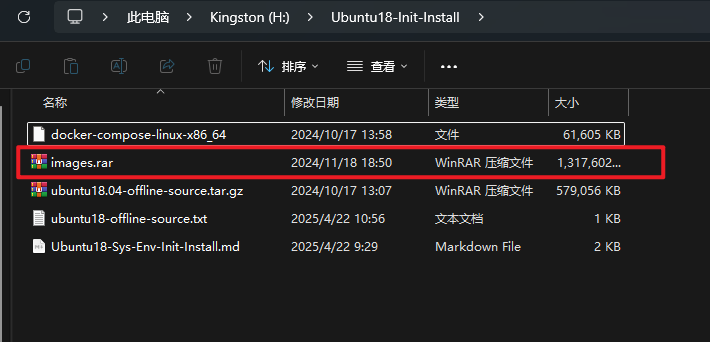 此电脑 > Kingston (H:) > Ubuntu18-Init-Install >
排序 查看 ...
名称 修改日期 类型 大小
docker-compose-linux-x86_64 2024/10/17 13:58 文件 61,605 KB
images.rar 2024/11/18 18:50 WinRAR 压缩文件 1,317,602...
ubuntu18.04-offline-source.tar.gz 2024/10/17 13:07 WinRAR 压缩文件 579,056 KB
ubuntu18-offline-source.txt 2025/4/22 10:56 文本文档 1 KB
Ubuntu18-Sys-Env-Init-Install.md 2025/4/22 9:29 Markdown File 2 KB